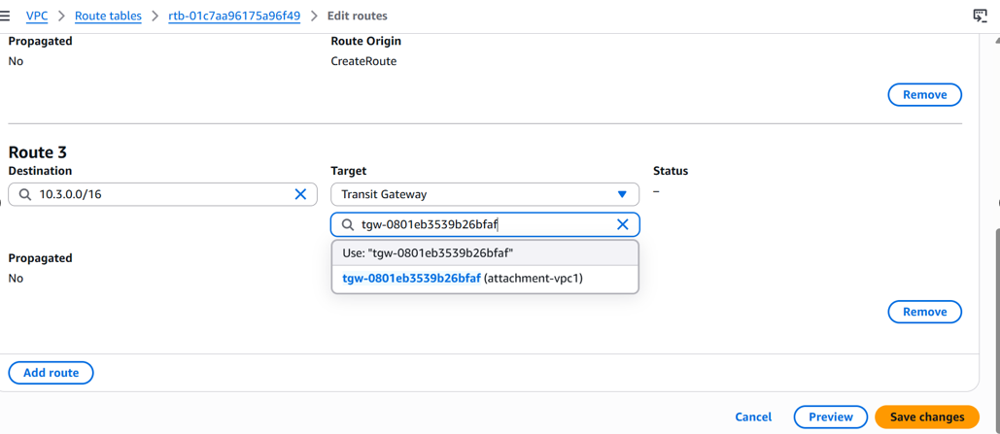 VPC > Route tables > rtb-01c7aa96175a96f49 > Edit routes
Propagated Route Origin
No CreateRoute
Remove
Route 3
Destination Target Status
10.3.0.0/16 Transit Gateway –
tgw-0801eb3539b26bfaf
Use: "tgw-0801eb3539b26bfaf"
Propagated
No tgw-0801eb3539b26bfaf (attachment-vpc1)
Remove
Add route
Cancel Preview Save changes